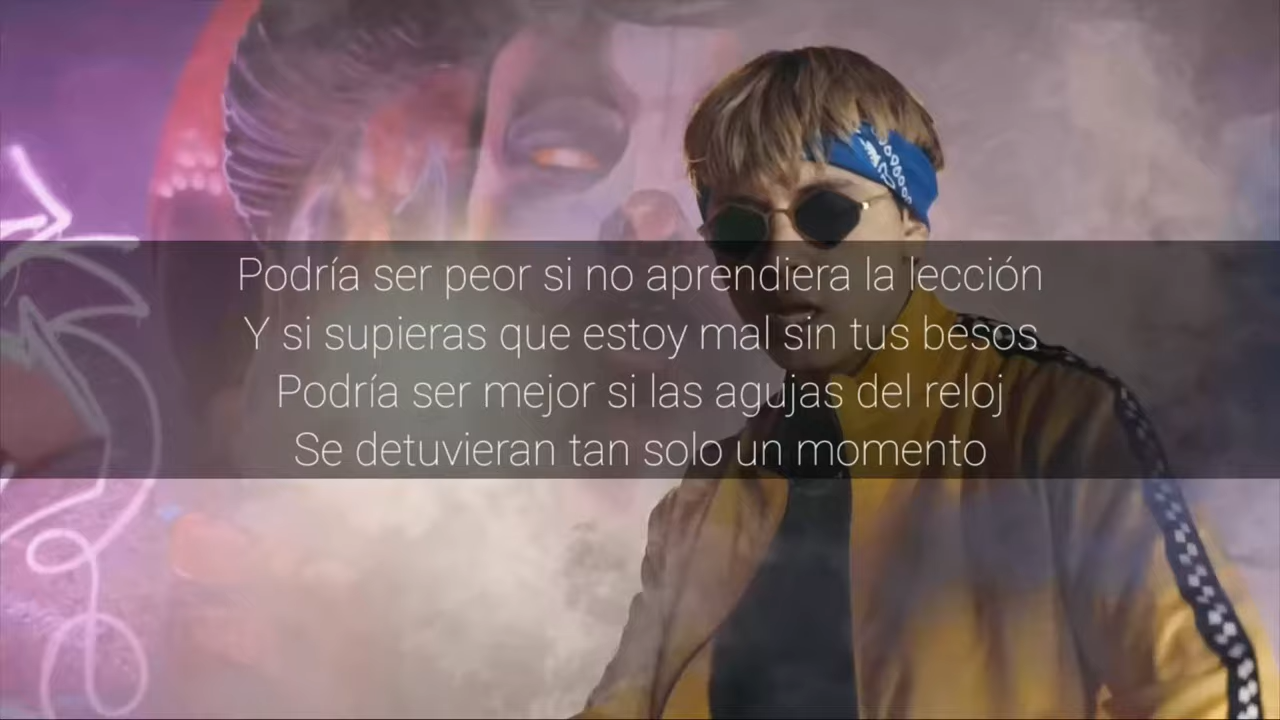 Podría ser peor si no aprendiera la lección
Y si supieras que estoy mal sin tus besos
Podría ser mejor si las agujas del reloj
Se detuvieran tan solo un momento